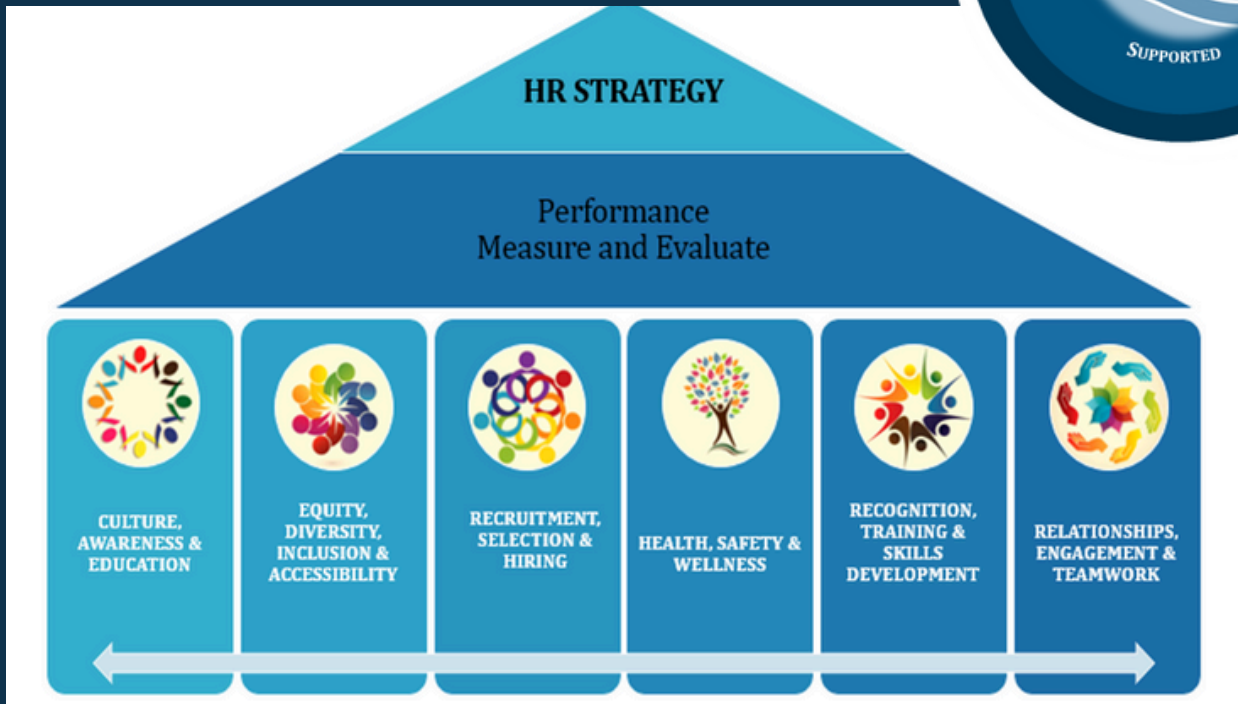 SUPPORTED
HR STRATEGY
Performance
Measure and Evaluate
CULTURE,
AWARENESS &
EDUCATION
EQUITY,
DIVERSITY,
INCLUSION &
ACCESSIBILITY
RECRUITMENT,
SELECTION &
HIRING
HEALTH, SAFETY &
WELLNESS
RECOGNITION,
TRAINING &
SKILLS
DEVELOPMENT
RELATIONSHIPS,
ENGAGEMENT &
TEAMWORK